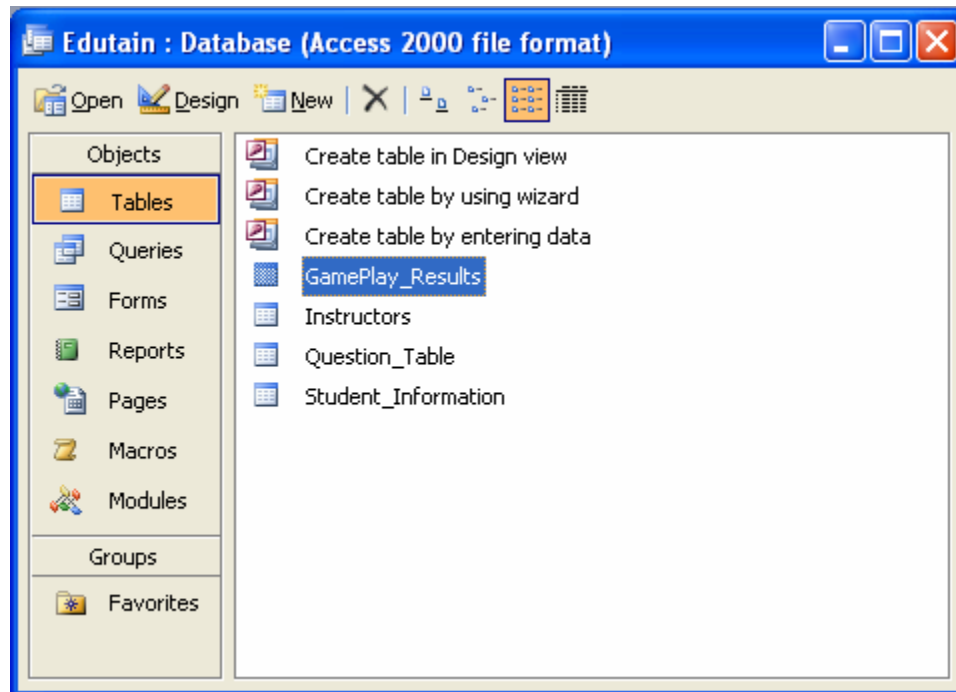 Edutain : Database (Access 2000 file format)
Open Design New
Objects
Tables
Queries
Forms
Reports
Pages
Macros
Modules
Groups
Favorites
Create table in Design view
Create table by using wizard
Create table by entering data
GamePlay_Results
Instructors
Question_Table
Student_Information